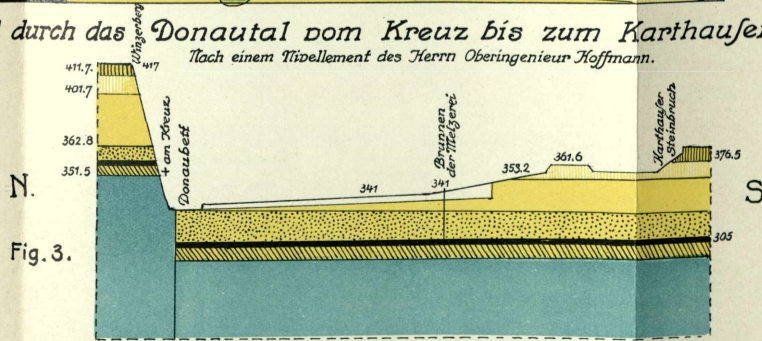 durch das Donautal vom Kreuz bis zum Karthauser
Nach einem Nivellement des Herrn Oberingenieur Hoffmann.
Winzerberg
411.7.
417
401.7
362.8
351.5
+ am Kreuz
Donaubett
341
341
Brunnen
der Melzerei
353.2
361.6
Karthauser
Steinbruch
376.5
305
N.
S
Fig. 3.